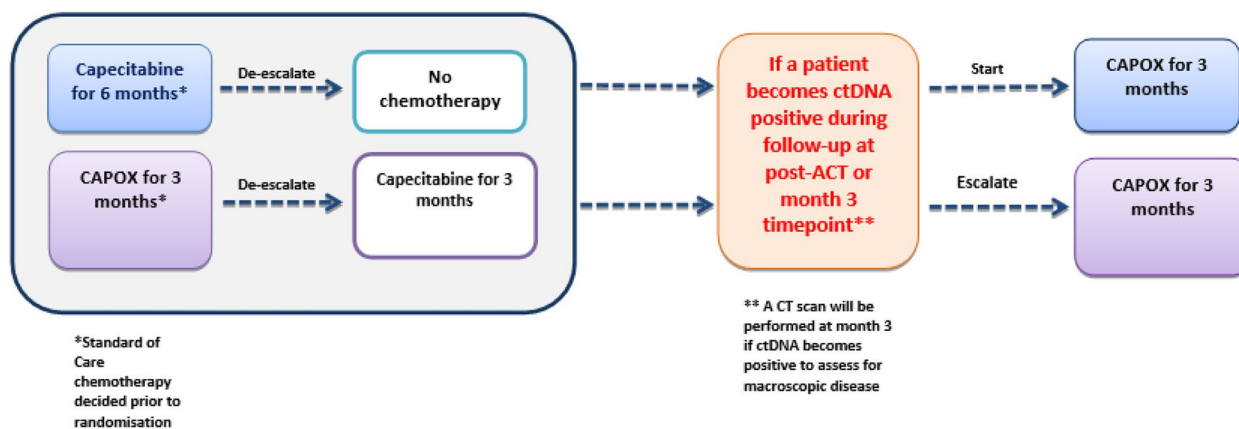 Capecitabine
for 6 months*
De-escalate
No
chemotherapy
CAPOX for 3
months*
De-escalate
Capecitabine for 3
months
If a patient
becomes ctDNA
positive during
follow-up at
post-ACT or
month 3
timepoint**
Start
CAPOX for 3
months
Escalate
CAPOX for 3
months
*Standard of
Care
chemotherapy
decided prior to
randomisation
** A CT scan will be
performed at month 3
if ctDNA becomes
positive to assess for
macroscopic disease